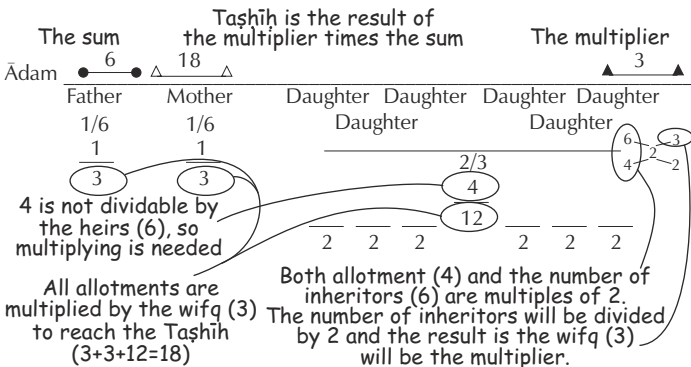 Taṣḥīḥ is the result of
the multiplier times the sum
The sum
The multiplier
6
18
3
Ādam
Father Mother Daughter Daughter Daughter Daughter
Daughter Daughter
1/6 1/6
1 1
3 3
2/3
4
12
6 3
2
4 2
2 2 2 2 2 2
4 is not dividable by
the heirs (6), so
multiplying is needed
All allotments are
multiplied by the wifq (3)
to reach the Taṣḥīḥ
(3+3+12=18)
Both allotment (4) and the number of
inheritors (6) are multiples of 2.
The number of inheritors will be divided
by 2 and the result is the wifq (3)
will be the multiplier.